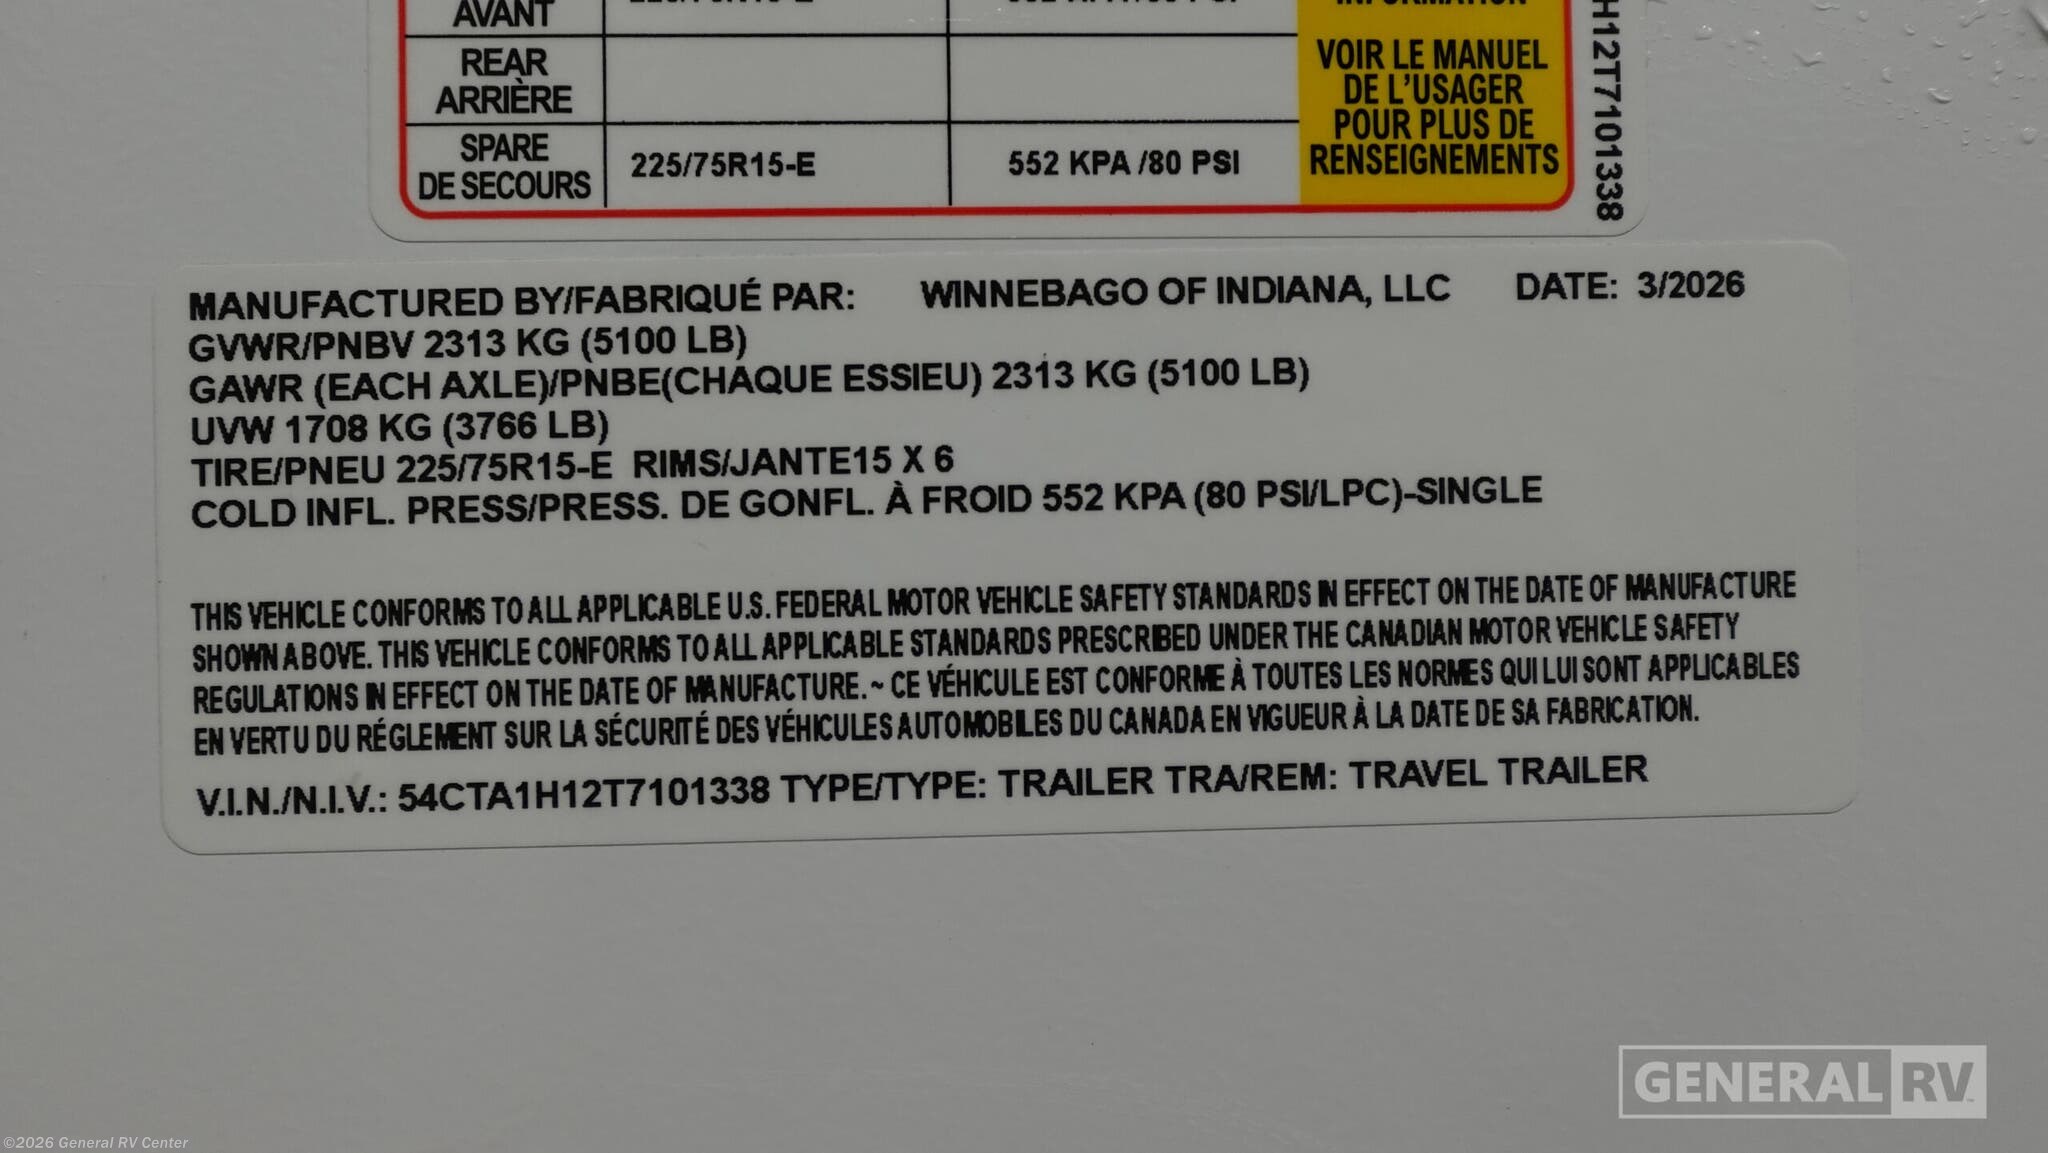 AVANT
REAR
ARRIÈRE
SPARE
DE SECOURS
225/75R15-E
552 KPA /80 PSI
INFORMATION
VOIR LE MANUEL
DE L'USAGER
POUR PLUS DE
RENSEIGNEMENTS
H12T7101338
MANUFACTURED BY/FABRIQUÉ PAR: WINNEBAGO OF INDIANA, LLC DATE: 3/2026
GVWR/PNBV 2313 KG (5100 LB)
GAWR (EACH AXLE)/PNBE(CHAQUE ESSIEU) 2313 KG (5100 LB)
UVW 1708 KG (3766 LB)
TIRE/PNEU 225/75R15-E RIMS/JANTE15 X 6
COLD INFL. PRESS/PRESS. DE GONFL. À FROID 552 KPA (80 PSI/LPC)-SINGLE
THIS VEHICLE CONFORMS TO ALL APPLICABLE U.S. FEDERAL MOTOR VEHICLE SAFETY STANDARDS IN EFFECT ON THE DATE OF MANUFACTURE
SHOWN ABOVE. THIS VEHICLE CONFORMS TO ALL APPLICABLE STANDARDS PRESCRIBED UNDER THE CANADIAN MOTOR VEHICLE SAFETY
REGULATIONS IN EFFECT ON THE DATE OF MANUFACTURE. ~ CE VÉHICULE EST CONFORME À TOUTES LES NORMES QUI LUI SONT APPLICABLES
EN VERTU DU RÉGLEMENT SUR LA SÉCURITÉ DES VÉHICULES AUTOMOBILES DU CANADA EN VIGUEUR À LA DATE DE SA FABRICATION.
V.I.N./N.I.V.: 54CTA1H12T7101338 TYPE/TYPE: TRAILER TRA/REM: TRAVEL TRAILER
GENERAL RV
©2026 General RV Center